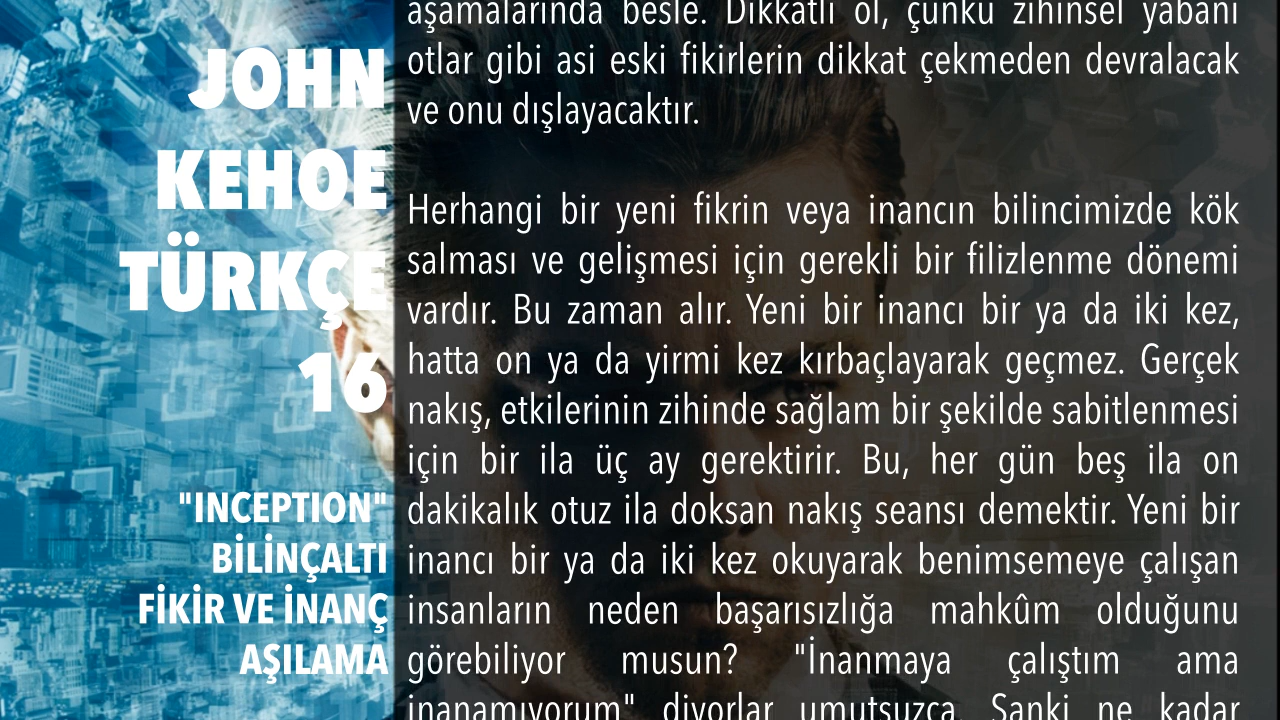 JOHN
KEHOE
TÜRKÇE
16
"INCEPTION"
BİLİNÇALTI
FİKİR VE İNANÇ
AŞILAMA
aşamalarında besle. Dikkatli ol, çünkü zihinsel yabani
otlar gibi asi eski fikirlerin dikkat çekmeden devralacak
ve onu dışlayacaktır.
Herhangi bir yeni fikrin veya inancın bilincimizde kök
salması ve gelişmesi için gerekli bir filizlenme dönemi
vardır. Bu zaman alır. Yeni bir inancı bir ya da iki kez,
hatta on ya da yirmi kez kırbaçlayarak geçmez. Gerçek
nakış, etkilerinin zihinde sağlam bir şekilde sabitlenmesi
için bir ila üç ay gerektirir. Bu, her gün beş ila on
dakikalık otuz ila doksan nakış seansı demektir. Yeni bir
inancı bir ya da iki kez okuyarak benimsemeye çalışan
insanların neden başarısızlığa mahkûm olduğunu
görebiliyor musun? "İnanmaya çalıştım ama
inanamıyorum" diyorlar umutsuzca. Sanki ne kadar